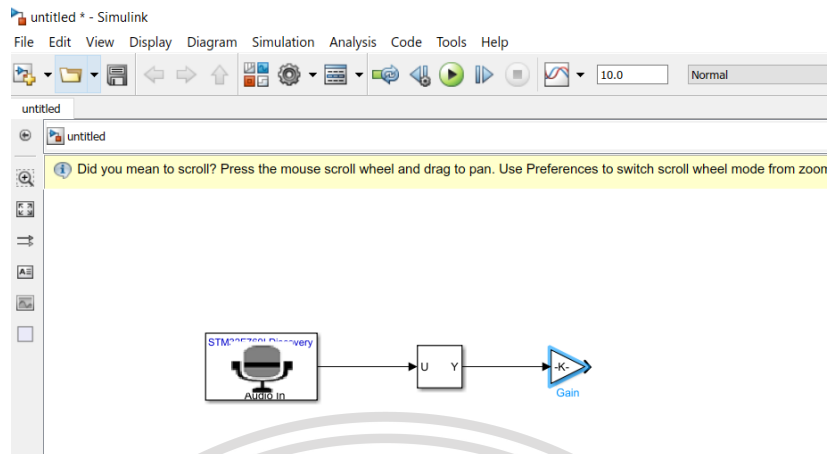 untitled * - Simulink
File Edit View Display Diagram Simulation Analysis Code Tools Help
10.0 Normal
untitled
untitled
Did you mean to scroll? Press the mouse scroll wheel and drag to pan. Use Preferences to switch scroll wheel mode from zoom
Audio In
U Y
-K-
Gain